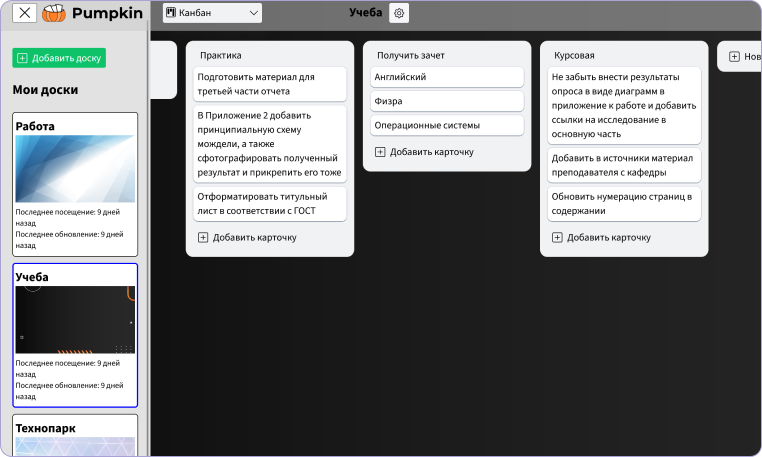 Pumpkin
Канбан
Учеба
Добавить доску
Мои доски
Работа
Последнее посещение: 9 дней
назад
Последнее обновление: 9 дней
назад
Учеба
Последнее посещение: 9 дней
назад
Последнее обновление: 9 дней
назад
Технопарк
Практика
Подготовить материал для
третьей части отчета
В Приложение 2 добавить
принципиальную схему
мождели, а также
сфотографировать полученный
результат и прикрепить его тоже
Отформатировать титульный
лист в соответствии с ГОСТ
Добавить карточку
Получить зачет
Английский
Физра
Операционные системы
Добавить карточку
Курсовая
Не забыть внести результаты
опроса в виде диаграмм в
приложение к работе и добавить
ссылки на исследование в
основную часть
Добавить в источники материал
преподавателя с кафедры
Обновить нумерацию страниц в
содержании
Добавить карточку
Нов